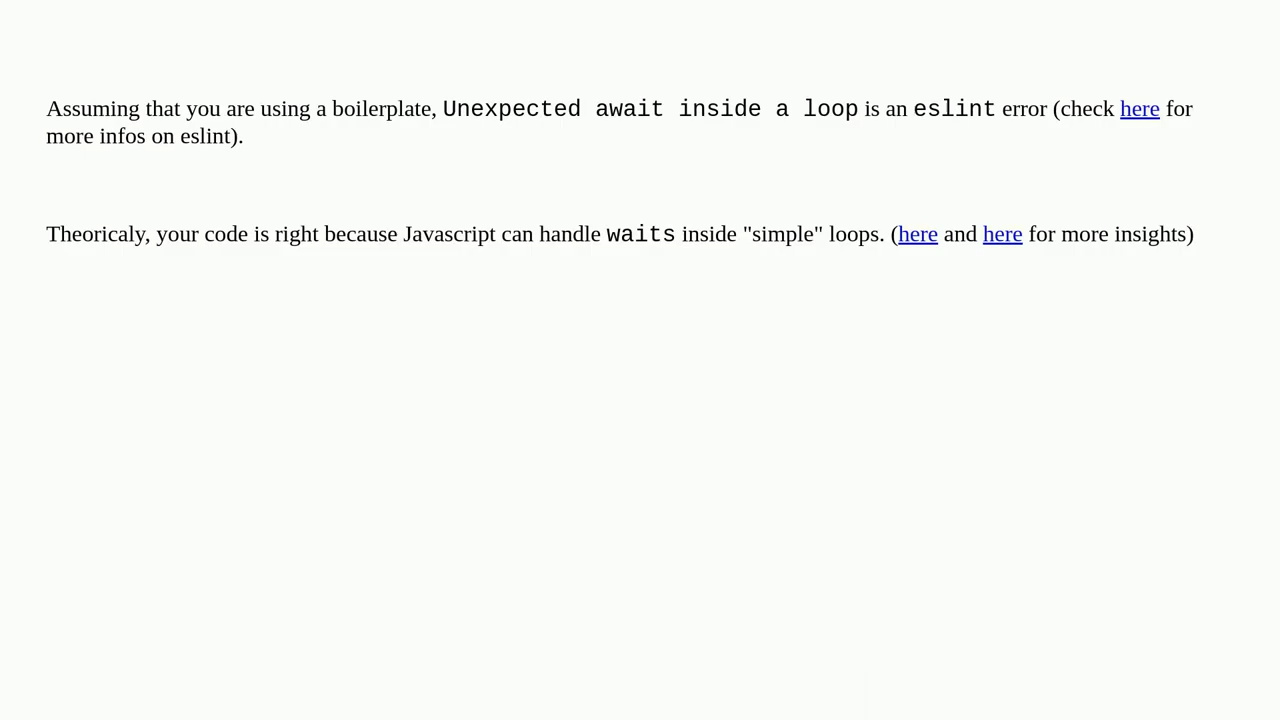 Assuming that you are using a boilerplate, Unexpected await inside a loop is an eslint error (check here for
more infos on eslint).
Theoricaly, your code is right because Javascript can handle waits inside "simple" loops. (here and here for more insights)